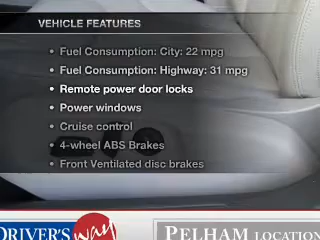 VEHICLE FEATURES
• Fuel Consumption: City: 22 mpg
• Fuel Consumption: Highway: 31 mpg
• Remote power door locks
• Power windows
• Cruise control
• 4-wheel ABS Brakes
• Front Ventilated disc brakes
DRIVER'S way
PELHAM LOCATION